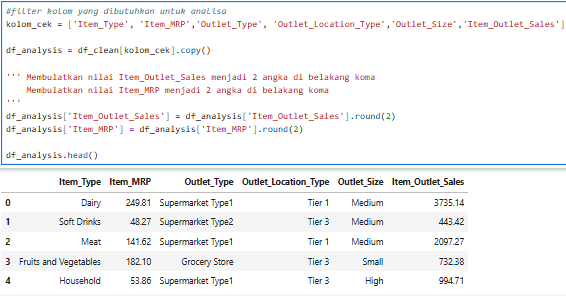 #filter kolom yang dibutuhkan untuk analisa
kolom_cek = ['Item_Type', 'Item_MRP','Outlet_Type', 'Outlet_Location_Type','Outlet_Size','Item_Outlet_Sales']
df_analysis = df_clean[kolom_cek].copy()
''' Membulatkan nilai Item_Outlet_Sales menjadi 2 angka di belakang koma
Membulatkan nilai Item_MRP menjadi 2 angka di belakang koma
'''
df_analysis['Item_Outlet_Sales'] = df_analysis['Item_Outlet_Sales'].round(2)
df_analysis['Item_MRP'] = df_analysis['Item_MRP'].round(2)
df_analysis.head()
Item_Type Item_MRP Outlet_Type Outlet_Location_Type Outlet_Size Item_Outlet_Sales
0 Dairy 249.81 Supermarket Type1 Tier 1 Medium 3735.14
1 Soft Drinks 48.27 Supermarket Type2 Tier 3 Medium 443.42
2 Meat 141.62 Supermarket Type1 Tier 1 Medium 2097.27
3 Fruits and Vegetables 182.10 Grocery Store Tier 3 Small 732.38
4 Household 53.86 Supermarket Type1 Tier 3 High 994.71